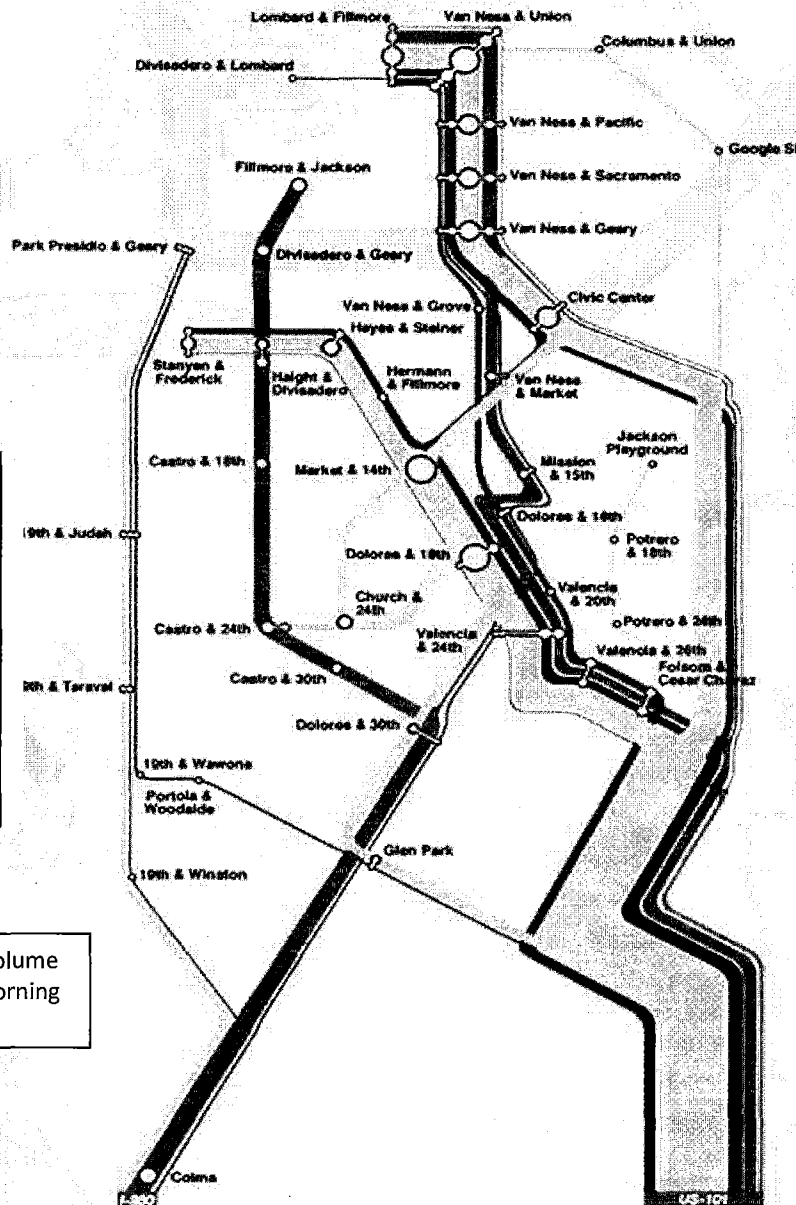 Lombard & Fillmore
Van Ness & Union
Columbus & Union
Divisadero & Lombard
Van Ness & Pacific
Google S
Fillmore & Jackson
Van Ness & Sacramento
Park Presidio & Geary
Divisadero & Geary
Van Ness & Geary
Van Ness & Grove
Civic Center
Hayes & Steiner
Stanyan &
Frederick
Haight &
Divisadero
Hermann
& Fillmore
Van Ness
& Market
Castro & 18th
Market & 14th
Mission
& 15th
Jackson
Playground
Dolores & 16th
19th & Judah
Dolores & 18th
Potrero
& 18th
Valencia
& 20th
Church &
24th
Castro & 24th
Valencia
& 24th
Potrero & 26th
Valencia & 26th
Castro & 30th
Folsom &
Cesar Chavez
9th & Taraval
Dolores & 30th
19th & Wawona
Portola &
Woodside
Glen Park
19th & Winston
olume
orning
Colma
I-280
US-101